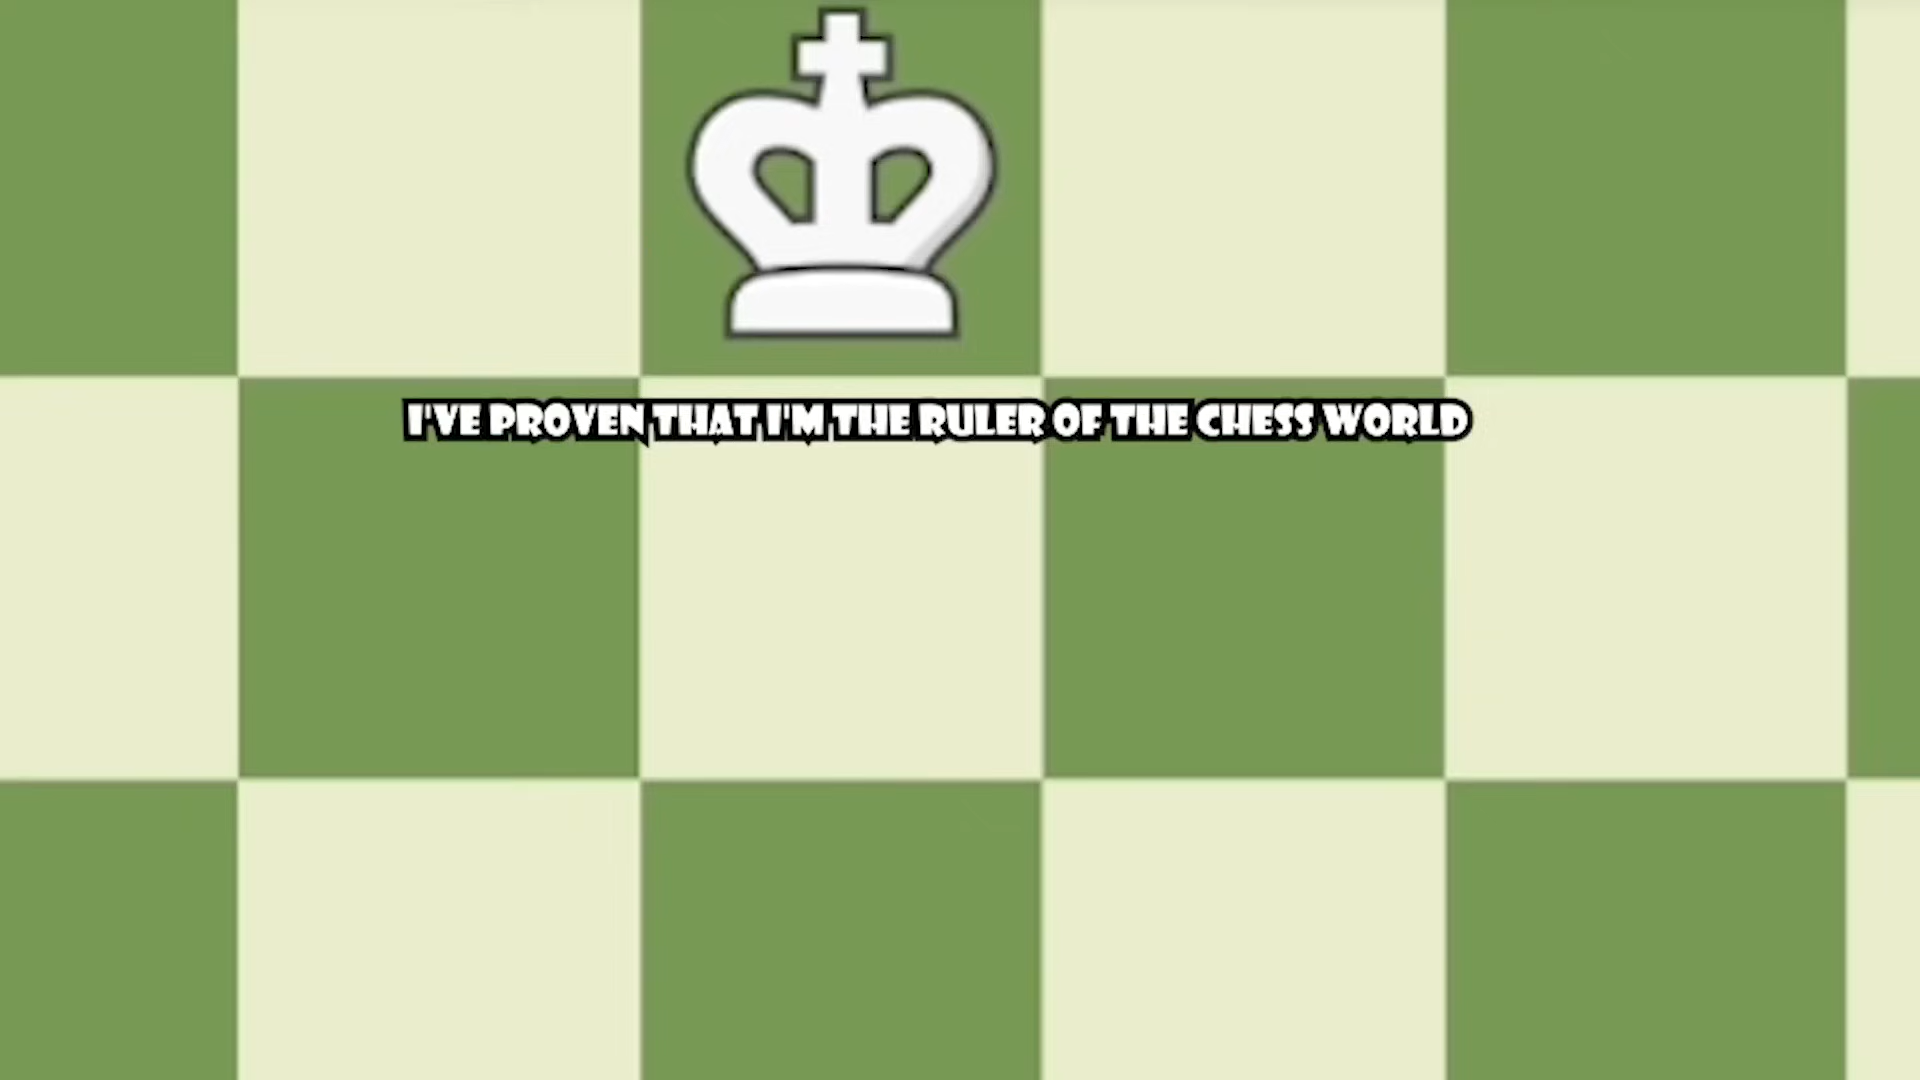 I'VE PROVEN THAT I'M THE RULER OF THE CHESS WORLD